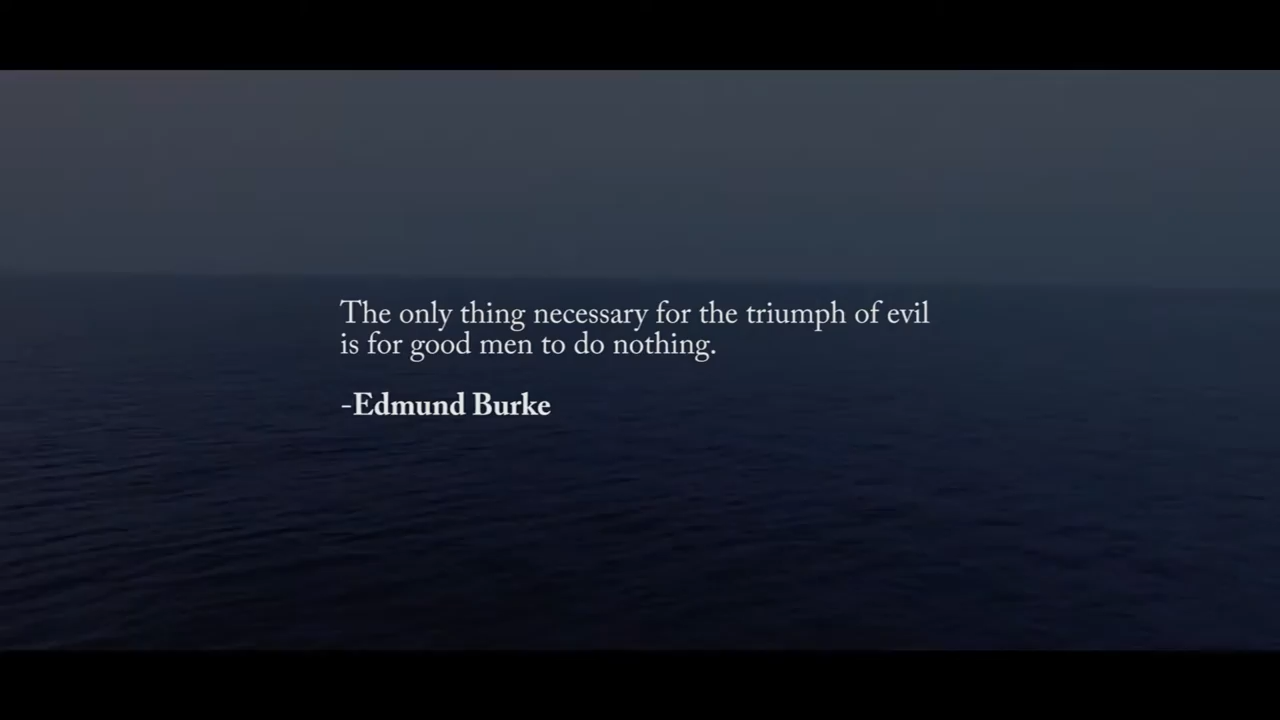 The only thing necessary for the triumph of evil
is for good men to do nothing.
-Edmund Burke